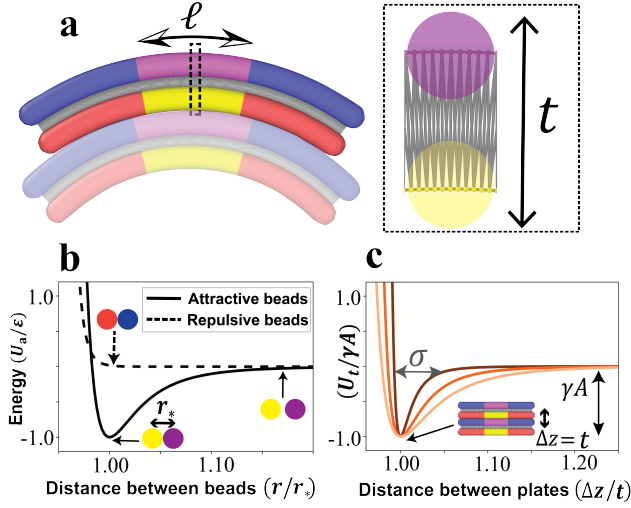 a
ℓ
t
b
Energy (Uₐ/ε)
1.0
-1.0
Attractive beads
Repulsive beads
r*
1.00
1.10
Distance between beads (r/r*)
c
(Uₜ/γA)
1.0
-1.0
σ
γA
Δz=t
1.00
1.10
1.20
Distance between plates (Δz/t)